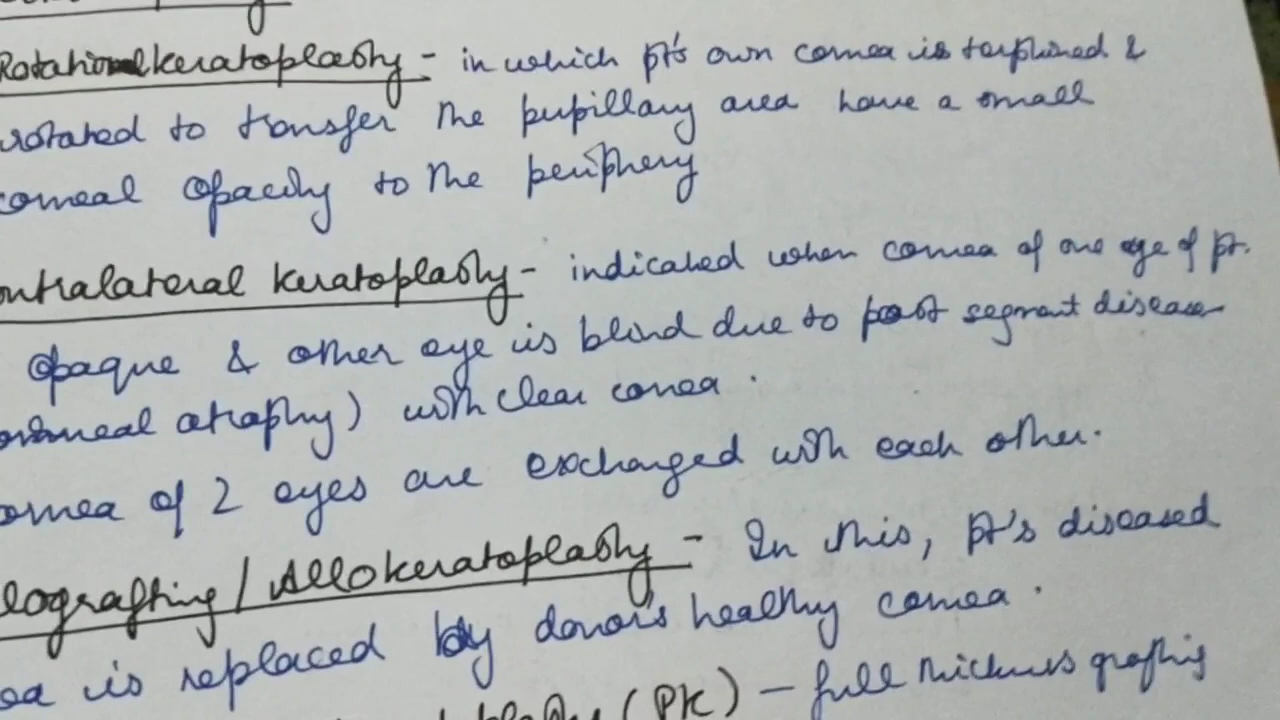 Rotational keratoplasty - in which pt's own cornea is terphined &
rotated to transfer the pupillary area have a small
corneal opacity to the periphery
ontralateral keratoplasty - indicated when cornea of one eye of pt.
opaque & other eye is blind due to post segment disease
atrophy) with clear cornea.
ornea of 2 eyes are exchanged with each other.
lografting / Allokeratoplasty - In this, pt's diseased
ea is replaced by donor's healthy cornea.
(PK) - full thickness grafting